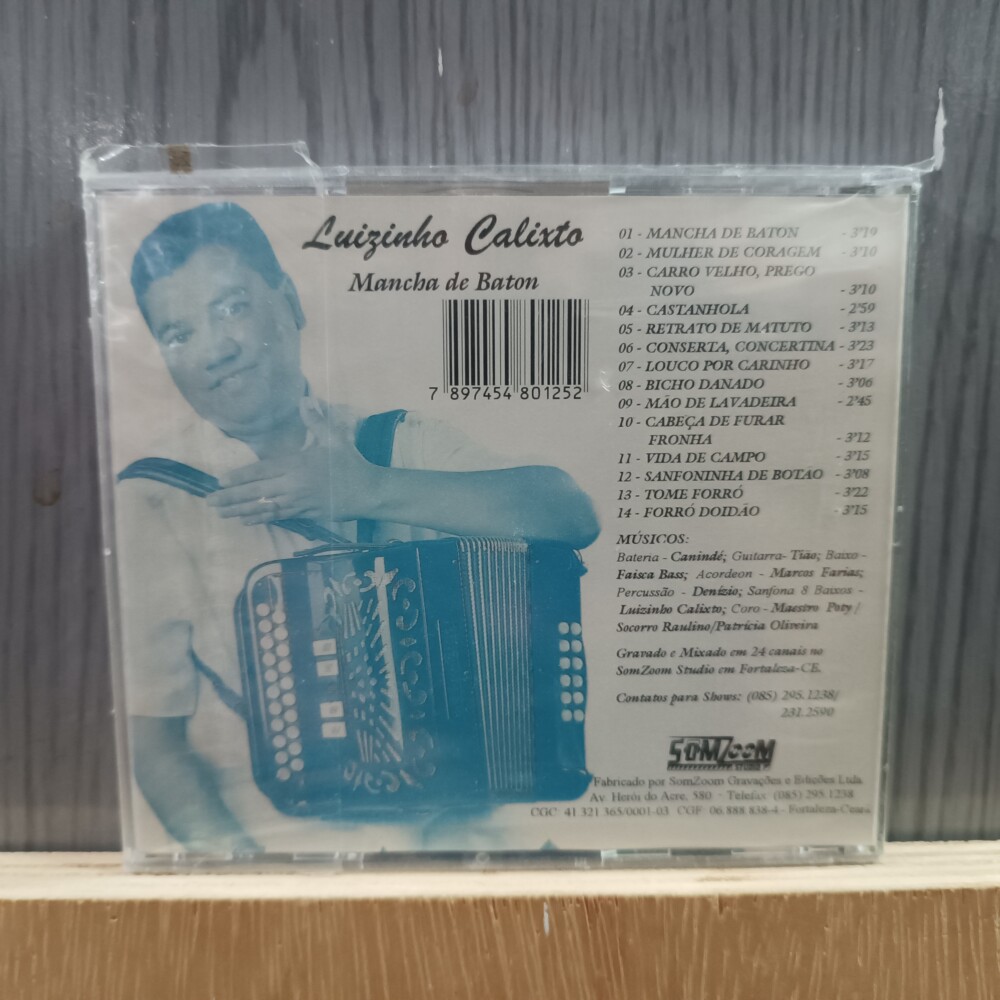 Luizinho Calixto
Mancha de Baton
7 897454 801252
01 - MANCHA DE BATON - 3'19
02 - MULHER DE CORAGEM - 3'10
03 - CARRO VELHO, PREGO
NOVO - 3'10
04 - CASTANHOLA - 2'59
05 - RETRATO DE MATUTO - 3'13
06 - CONSERTA, CONCERTINA - 3'23
07 - LOUCO POR CARINHO - 3'17
08 - BICHO DANADO - 3'06
09 - MÃO DE LAVADEIRA - 2'45
10 - CABEÇA DE FURAR
FRONHA - 3'12
11 - VIDA DE CAMPO - 3'15
12 - SANFONINHA DE BOTAO - 3'08
13 - TOME FORRÓ - 3'22
14 - FORRÓ DOIDÃO - 3'15
MÚSICOS:
Bateria - Canindé; Guitarra- Tião; Baixo -
Faisca Bass; Acordeon - Marcos Farias;
Percussão - Denízio; Sanfona 8 Baixos -
Luizinho Calixto; Coro - Maestro Poty /
Socorro Raulino/Patrícia Oliveira
Gravado e Mixado em 24 canais no
SomZoom Studio em Fortaleza-CE.
Contatos para Shows: (085) 295.1238/
231.2590
SOMZOOM
Fabricado por SomZoom Gravações e Edições Ltda.
Av. Herói do Acre, 580 - Telefax (085) 295.1258
CGC 41 321 365/0001-03 CGF 06.888 838-4 - Fortaleza-Ceará